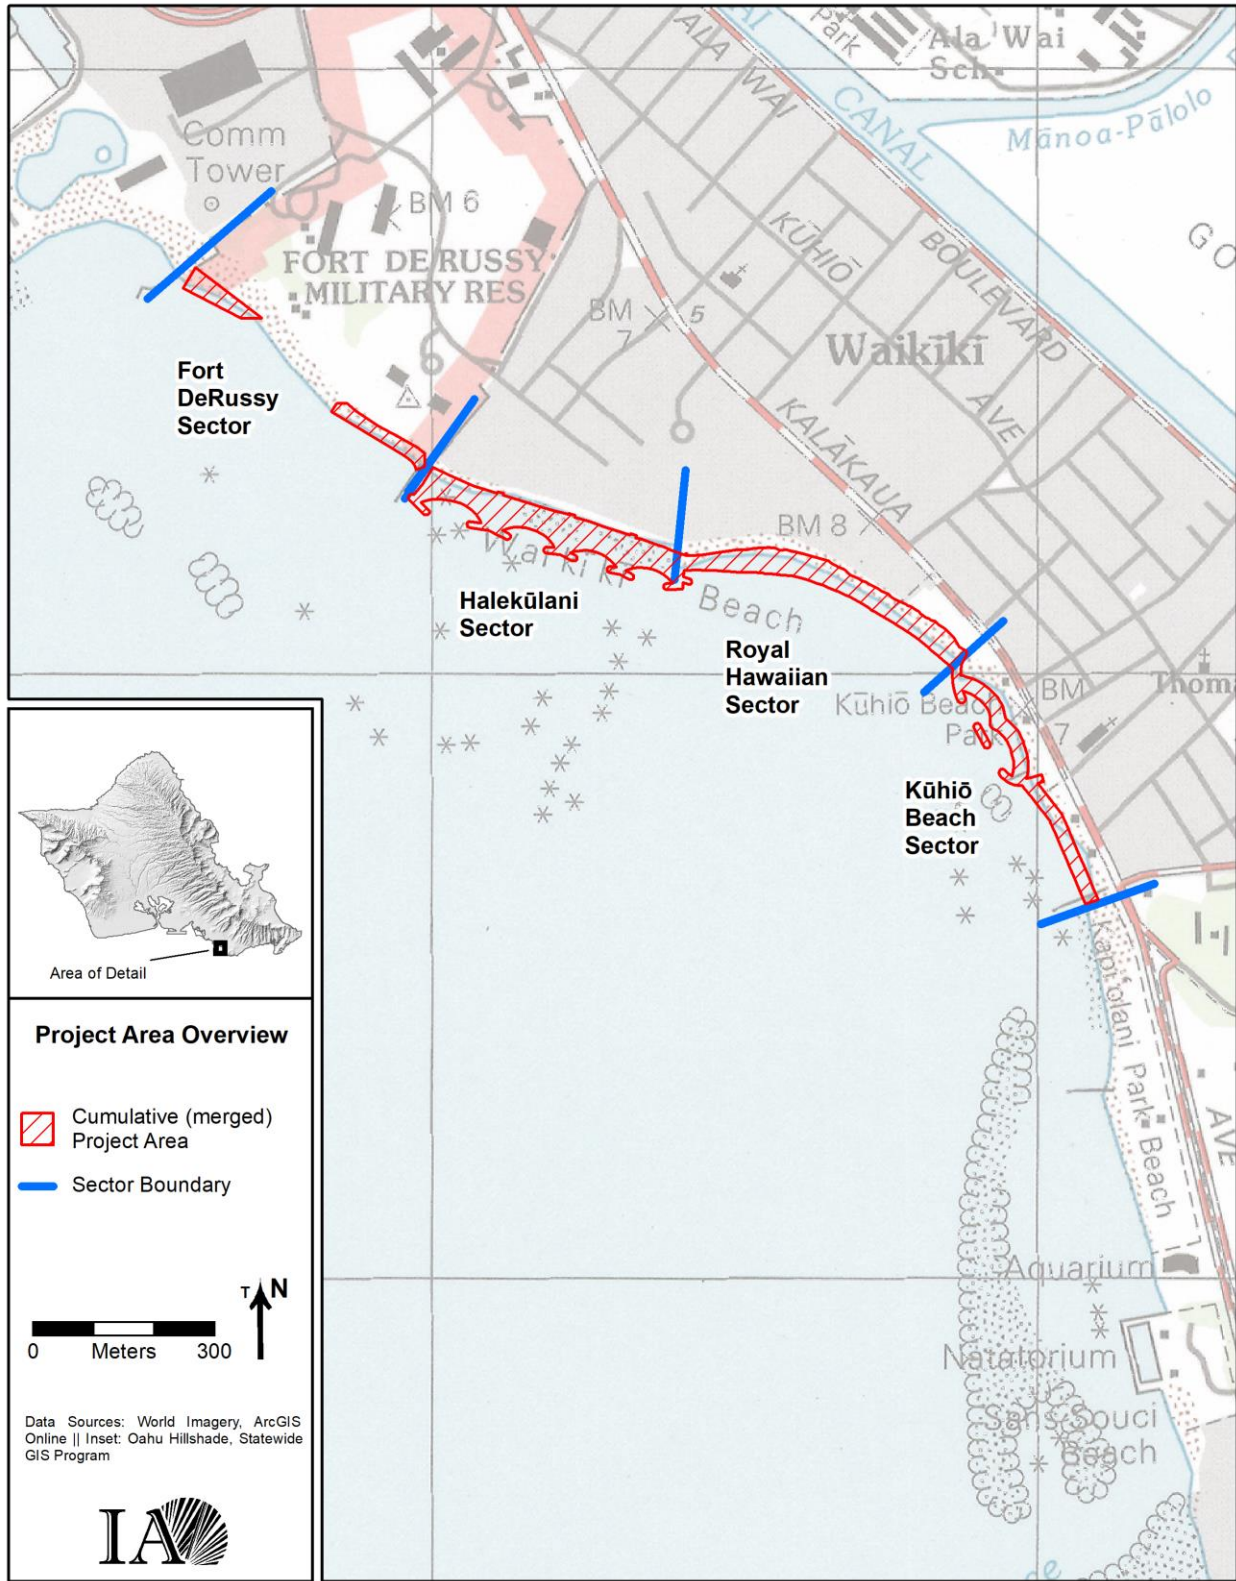 Park
Ala Wai
Sch
Mānoa-Pālolo
ALA WAI
CANAL
BOULEVARD
GO
Comm
Tower
BM 6
FORT DE RUSSY
MILITARY RES
KŪHIŌ
AVE
BM
7
5
Waikīkī
KALĀKAUA
BM 8
Fort
DeRussy
Sector
Waikīkī
Beach
Halekūlani
Sector
Royal
Hawaiian
Sector
Kūhiō Beach
Park
BM
7
Thoma
Kūhiō
Beach
Sector
Kapi'olani Park Beach
AVE
Aquarium
Natatorium
Sans Souci
Beach
Area of Detail
Project Area Overview
Cumulative (merged)
Project Area
Sector Boundary
T N
0 Meters 300
Data Sources: World Imagery, ArcGIS
Online || Inset: Oahu Hillshade, Statewide
GIS Program
IA